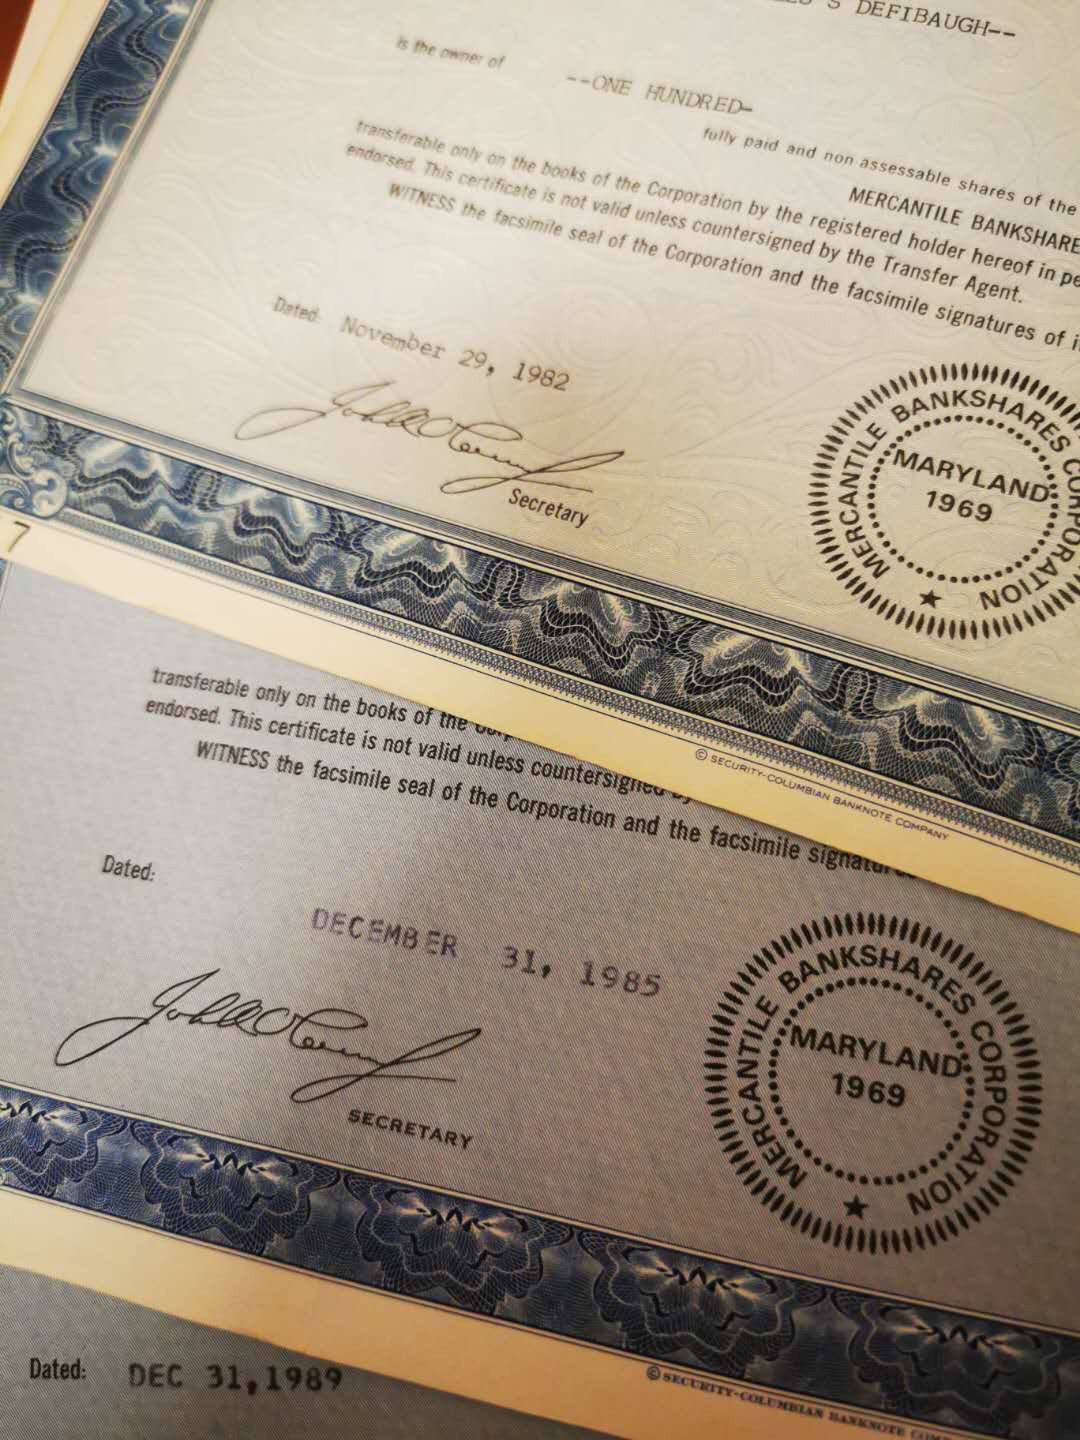 S DEFIBAUGH--
is the owner of
--ONE HUNDRED-
fully paid and non assessable shares of the
MERCANTILE BANKSHARE
transferable only on the books of the Corporation by the registered holder hereof in pe
endorsed. This certificate is not valid unless countersigned by the Transfer Agent.
WITNESS the facsimile seal of the Corporation and the facsimile signatures of i
Dated: November 29, 1982
Secretary
MERCANTILE BANKSHARES CORPORATION
MARYLAND
1969
★
7
© SECURITY-COLUMBIAN BANKNOTE COMPANY
transferable only on the books of the Corp
endorsed. This certificate is not valid unless countersigned by
WITNESS the facsimile seal of the Corporation and the facsimile signatures
Dated:
DECEMBER 31, 1985
SECRETARY
MERCANTILE BANKSHARES CORPORATION
MARYLAND
1969
★
© SECURITY-COLUMBIAN BANKNOTE COM
Dated: DEC 31,1989